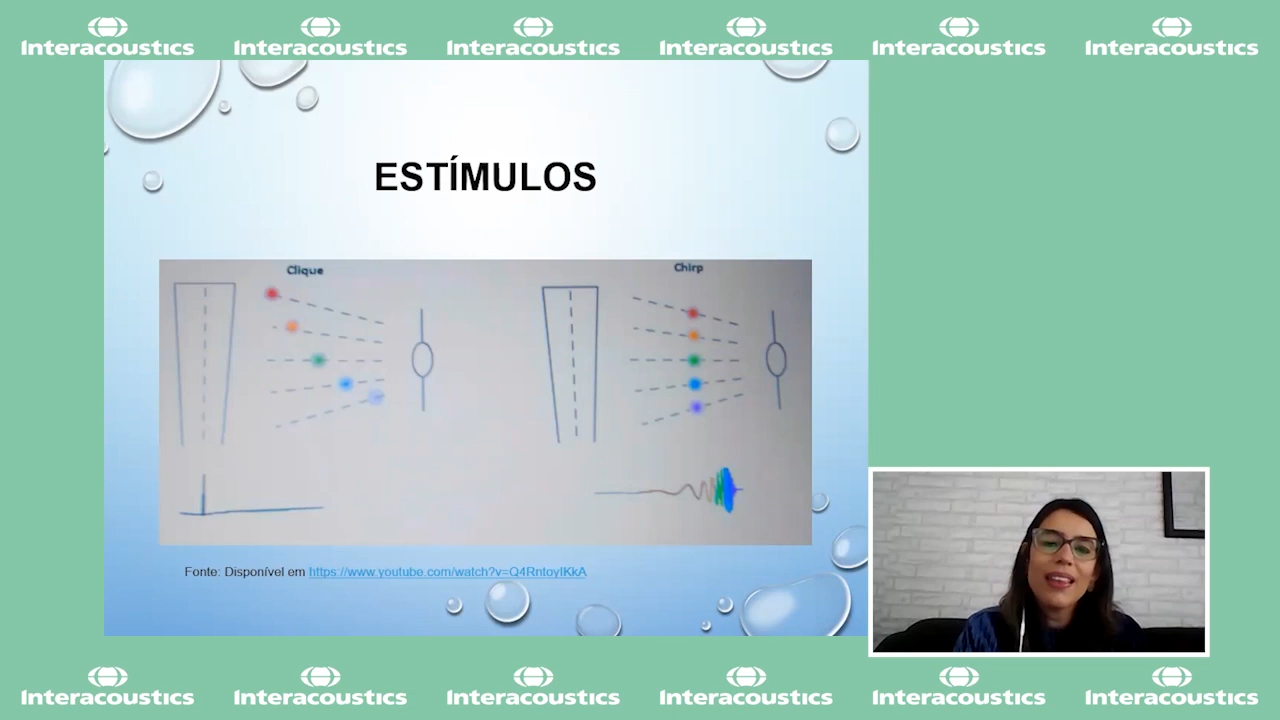 Interacoustics Interacoustics Interacoustics Interacoustics Interacoustics Interacoustics
ESTÍMULOS
Clique
Chirp
Fonte: Disponível em https://www.youtube.com/watch?v=Q4RntoyIKkA
Interacoustics Interacoustics Interacoustics Interacoustics Interacoustics Interacoustics